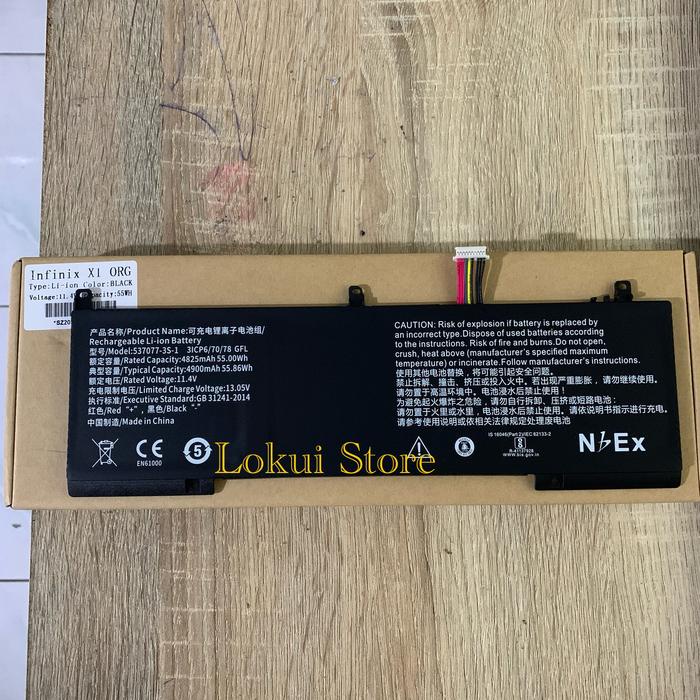 Infinix X1 ORG
Type:Li-ion Color:BLACK
Voltage:11.4V Capacity:55WH
产品名称/Product Name:可充电锂离子电池组/
Rechargeable Li-ion Battery
型号/Model:537077-3S-1 3ICP6/70/78 GFL
额定容量/Rated Capacity: 4825mAh 55.00Wh
典型容量/Typical Capacity:4900mAh 55.86Wh
额定电压/Rated Voltage:11.4V
充电限制电压/Limited Charge Voltage:13.05V
执行标准/Executive Standard:GB 31241-2014
红色/Red "+"，黑色/Black "-"
中国制造/Made in China
EN61000
5
CAUTION: Risk of explosion if battery is replaced by
an incorrect type.Dispose of used batteries according
to the instructions. Risk of fire and burns.Do not open,
crush, heat above (manufacturer's specified maximum
temperature) or incinerate.Follow manufacturer's instructions.
使用其他电池替换，将可能引起安全问题。
禁止拆解、撞击、挤压或投入火中。若出现严重膨胀，请勿继续使用。
请勿置于高温环境中。电池浸水后禁止使用！
为避免起火爆炸之危险，请勿自行拆卸、压挤或短路电池；
请勿置于火里或水里，电池浸水后禁止使用。请依说明书指示进行充电。
请参考使用说明或依相关法规规定处理废电池
IS 16046(Part 2)/IEC 62133-2
R-41137928
www.bis.gov.in
NbEx
Lokui Store